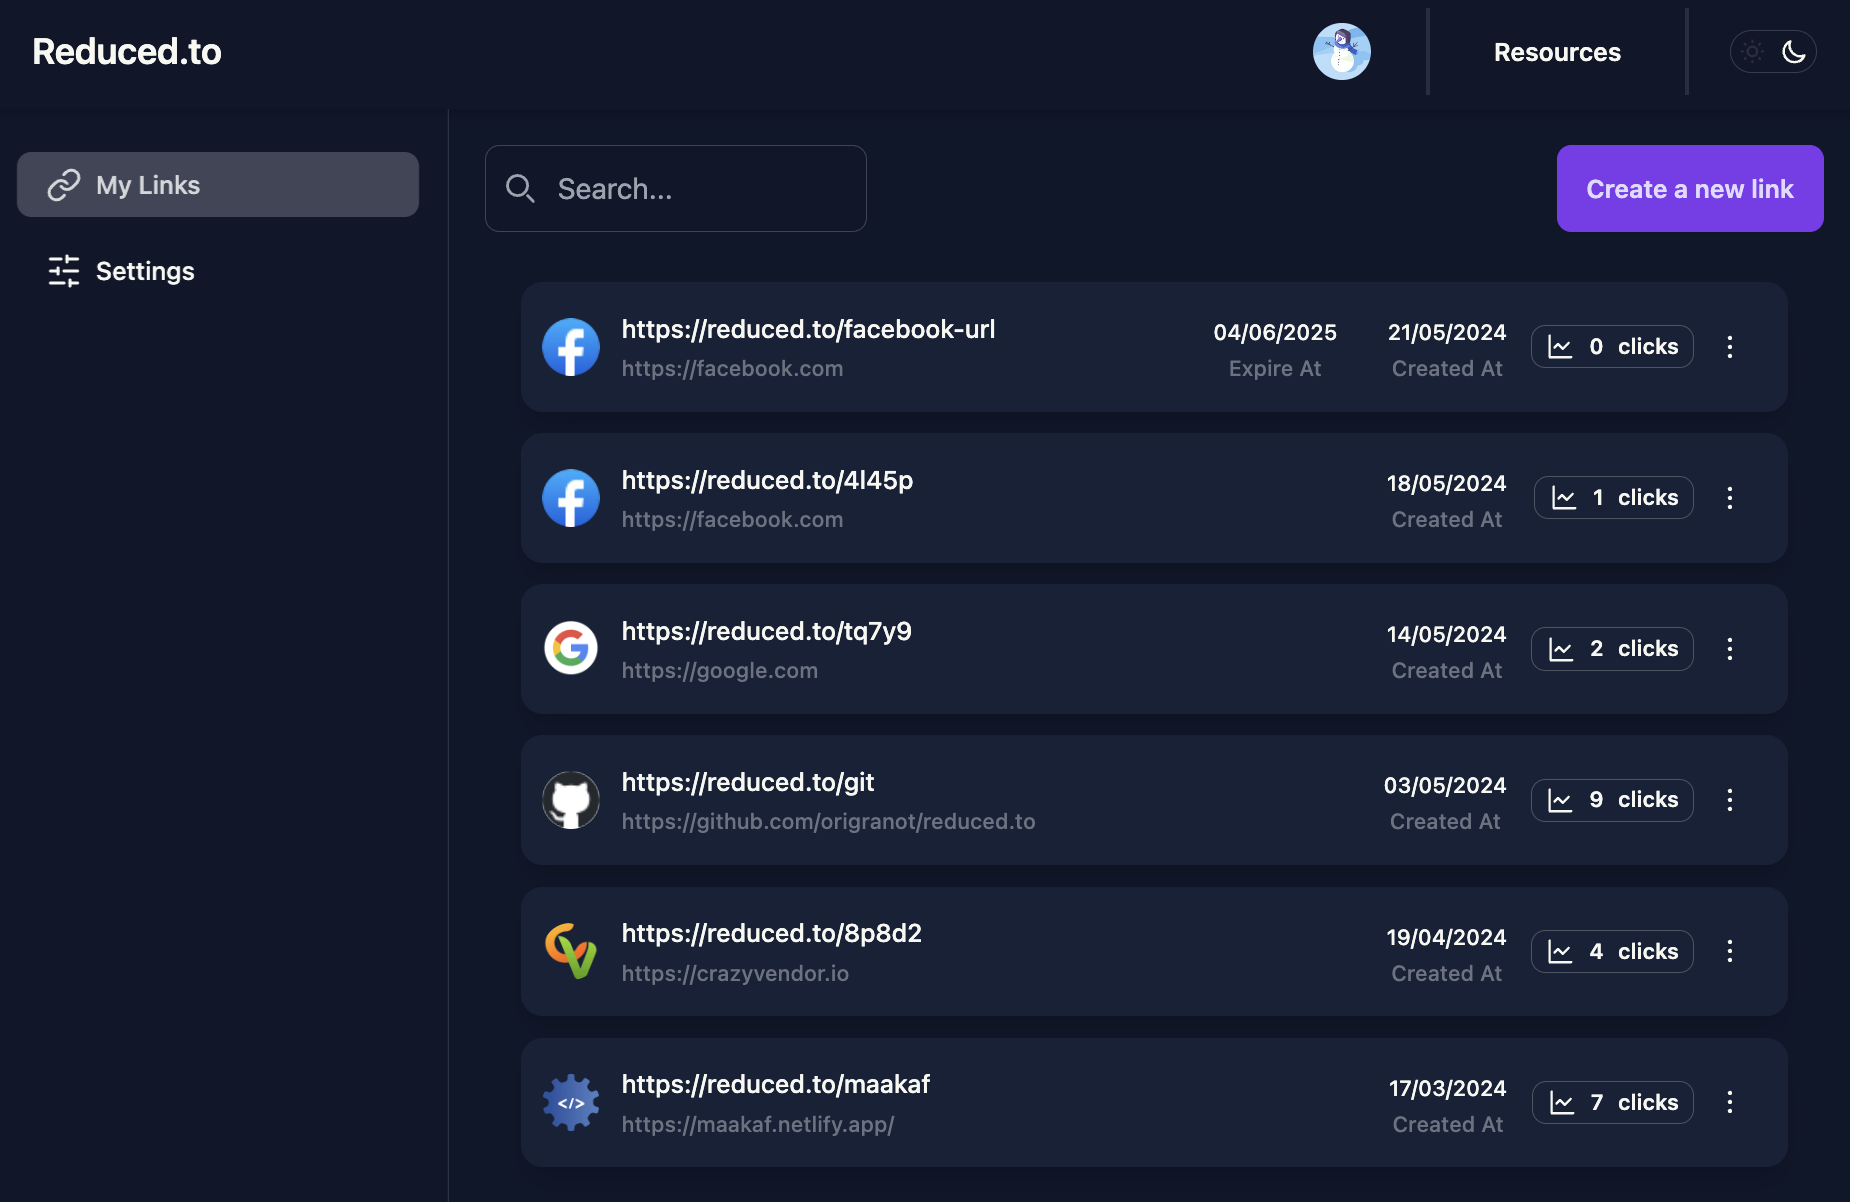 Reduced.to
Resources
My Links
Settings
Search...
Create a new link
https://reduced.to/facebook-url
https://facebook.com
04/06/2025
Expire At
21/05/2024
Created At
0 clicks
https://reduced.to/4l45p
https://facebook.com
18/05/2024
Created At
1 clicks
https://reduced.to/tq7y9
https://google.com
14/05/2024
Created At
2 clicks
https://reduced.to/git
https://github.com/origranot/reduced.to
03/05/2024
Created At
9 clicks
https://reduced.to/8p8d2
https://crazyvendor.io
19/04/2024
Created At
4 clicks
</>
https://reduced.to/maakaf
https://maakaf.netlify.app/
17/03/2024
Created At
7 clicks